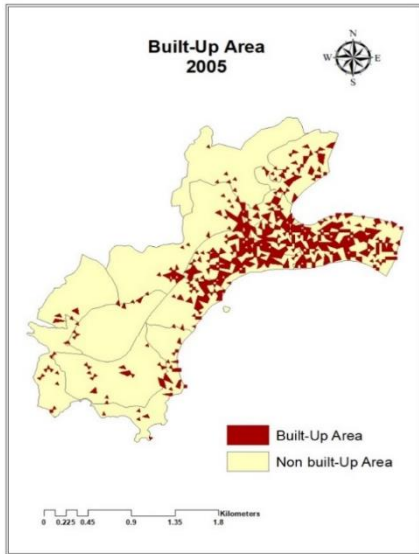 Built-Up Area
2005
N
W E
S
Built-Up Area
Non built-Up Area
Kilometers
0 0.225 0.45 0.9 1.35 1.8